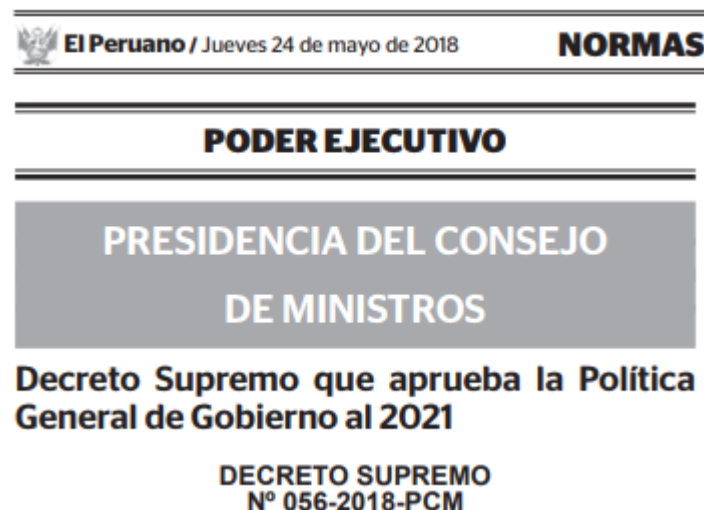 El Peruano / Jueves 24 de mayo de 2018 NORMAS
PODER EJECUTIVO
PRESIDENCIA DEL CONSEJO
DE MINISTROS
Decreto Supremo que aprueba la Política
General de Gobierno al 2021
DECRETO SUPREMO
Nº 056-2018-PCM